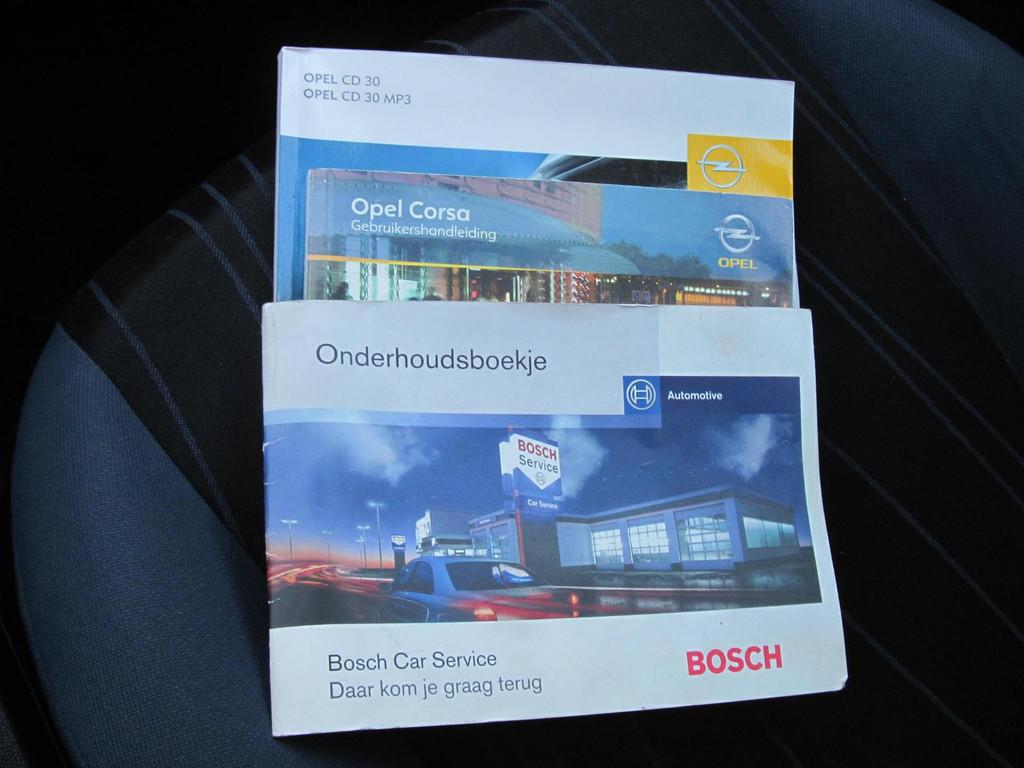 OPEL CD 30
OPEL CD 30 MP3
Opel Corsa
Gebruikershandleiding
OPEL
Onderhoudsboekje
Automotive
BOSCH
Service
Car Service
Bosch Car Service
Daar kom je graag terug
BOSCH